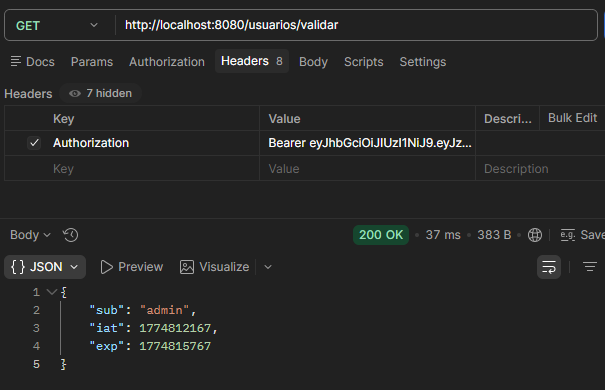 GET http://localhost:8080/usuarios/validar
Docs Params Authorization Headers 8 Body Scripts Settings
Headers 7 hidden
Key Value Descri... Bulk Edit
Authorization Bearer eyJhbGciOiJIUzI1NiJ9.eyJz...
Key Value Description
Body 200 OK • 37 ms • 383 B e.g. Save
{} JSON Preview Visualize
1 {
2 "sub": "admin",
3 "iat": 1774812167,
4 "exp": 1774815767
5 }